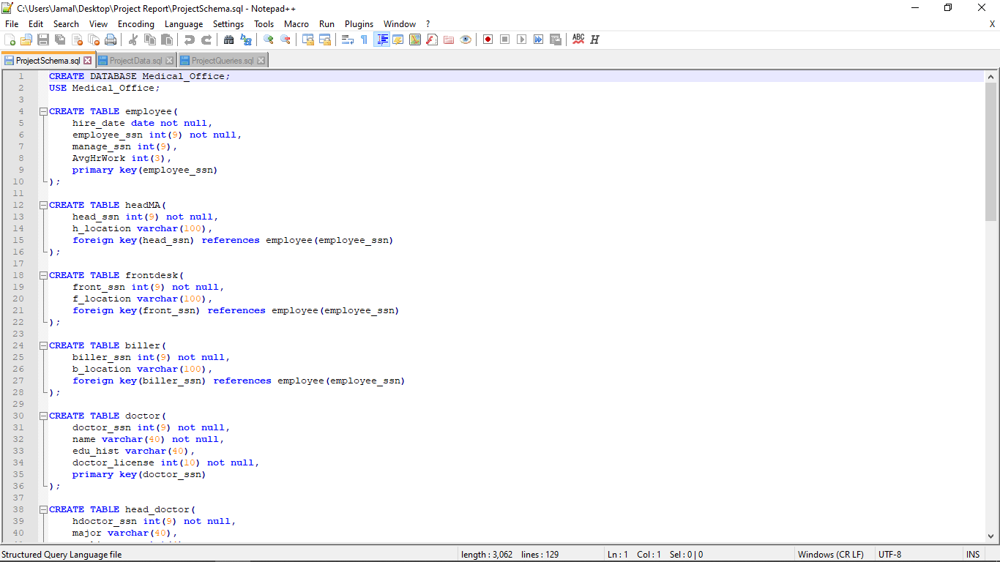 C:\Users\Jamal\Desktop\Project Report\ProjectSchema.sql - Notepad++
File Edit Search View Encoding Language Settings Tools Macro Run Plugins Window ? X
ABC H
ProjectSchema.sql ProjectData.sql ProjectQueries.sql
1 CREATE DATABASE Medical_Office;
2 USE Medical_Office;
3
4 CREATE TABLE employee(
5 hire_date date not null,
6 employee_ssn int(9) not null,
7 manage_ssn int(9),
8 AvgHrWork int(3),
9 primary key(employee_ssn)
10 );
11
12 CREATE TABLE headMA(
13 head_ssn int(9) not null,
14 h_location varchar(100),
15 foreign key(head_ssn) references employee(employee_ssn)
16 );
17
18 CREATE TABLE frontdesk(
19 front_ssn int(9) not null,
20 f_location varchar(100),
21 foreign key(front_ssn) references employee(employee_ssn)
22 );
23
24 CREATE TABLE biller(
25 biller_ssn int(9) not null,
26 b_location varchar(100),
27 foreign key(biller_ssn) references employee(employee_ssn)
28 );
29
30 CREATE TABLE doctor(
31 doctor_ssn int(9) not null,
32 name varchar(40) not null,
33 edu_hist varchar(40),
34 doctor_license int(10) not null,
35 primary key(doctor_ssn)
36 );
37
38 CREATE TABLE head_doctor(
39 hdoctor_ssn int(9) not null,
40 major varchar(40),
Structured Query Language file length : 3,062 lines : 129 Ln : 1 Col : 1 Sel : 0 | 0 Windows (CR LF) UTF-8 INS